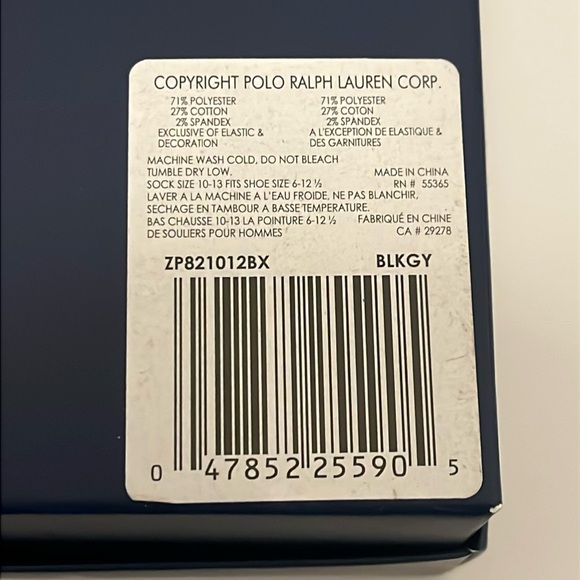 COPYRIGHT POLO RALPH LAUREN CORP.
71% POLYESTER 71% POLYESTER
27% COTTON 27% COTON
2% SPANDEX 2% SPANDEX
EXCLUSIVE OF ELASTIC & A L'EXCEPTION DE ELASTIQUE &
DECORATION DES GARNITURES
MACHINE WASH COLD, DO NOT BLEACH
TUMBLE DRY LOW. MADE IN CHINA
SOCK SIZE 10-13 FITS SHOE SIZE 6-12 ½ RN # 55365
LAVER A LA MACHINE A L'EAU FROIDE, NE PAS BLANCHIR,
SECHAGE EN TAMBOUR A BASSE TEMPERATURE.
BAS CHAUSSE 10-13 LA POINTURE 6-12 ½ FABRIQUÉ EN CHINE
DE SOULIERS POUR HOMMES CA # 29278
ZP821012BX BLKGY
0 47852 25590 5